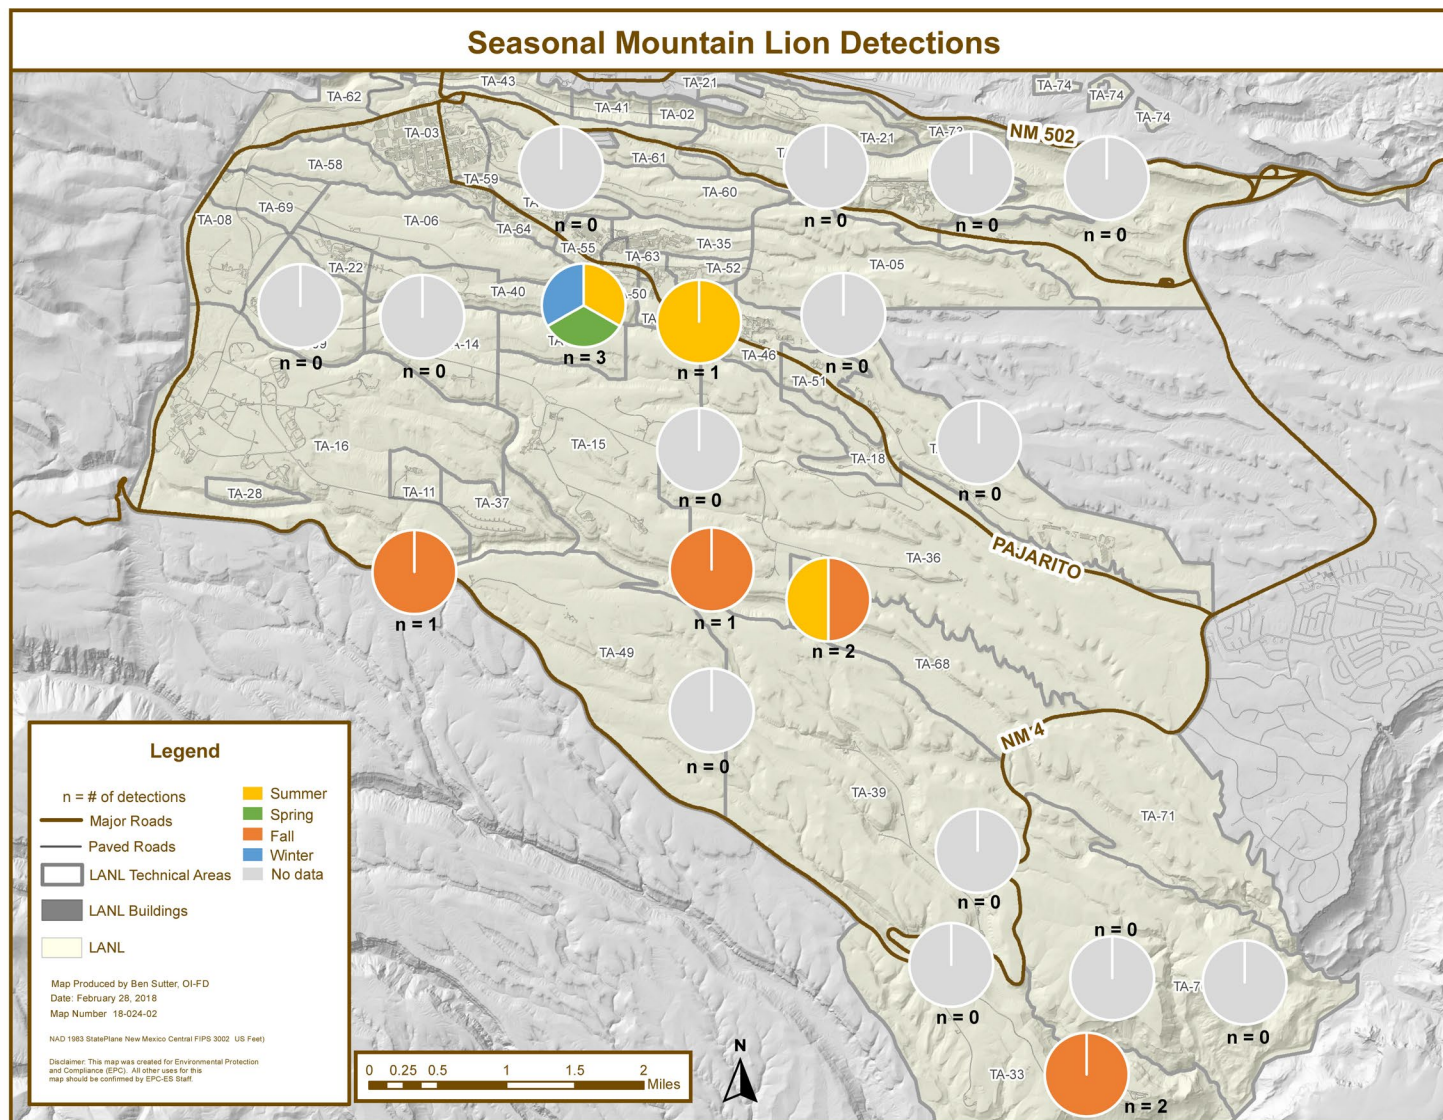 Seasonal Mountain Lion Detections
TA-43
TA-21
TA-74
TA-74
TA-74
TA-62
TA-41
TA-02
TA-03
TA-21
TA-73
NM 502
TA-58
TA-61
TA-59
TA-60
n = 0
n = 0
n = 0
n = 0
TA-08
TA-69
TA-06
TA-64
TA-55
TA-35
TA-63
TA-22
TA-52
TA-05
TA-40
-50
n = 0
n = 0
-14
n = 3
n = 1
TA-46
n = 0
TA-51
TA-16
TA-15
TA-18
TA-28
TA-11
TA-37
n = 0
n = 0
PAJARITO
TA-36
n = 1
n = 1
n = 2
TA-49
TA-68
n = 0
NM 4
TA-39
TA-71
n = 0
n = 0
n = 0
TA-7
n = 0
TA-33
n = 2
Legend
n = # of detections
Major Roads
Paved Roads
LANL Technical Areas
LANL Buildings
LANL
Summer
Spring
Fall
Winter
No data
Map Produced by Ben Sutter, OI-FD
Date: February 28, 2018
Map Number 18-024-02
NAD 1983 StatePlane New Mexico Central FIPS 3002 US Feet)
Disclaimer: This map was created for Environmental Protection
and Compliance (EPC). All other uses for this
map should be confirmed by EPC-ES Staff.
0 0.25 0.5 1 1.5 2
Miles
N